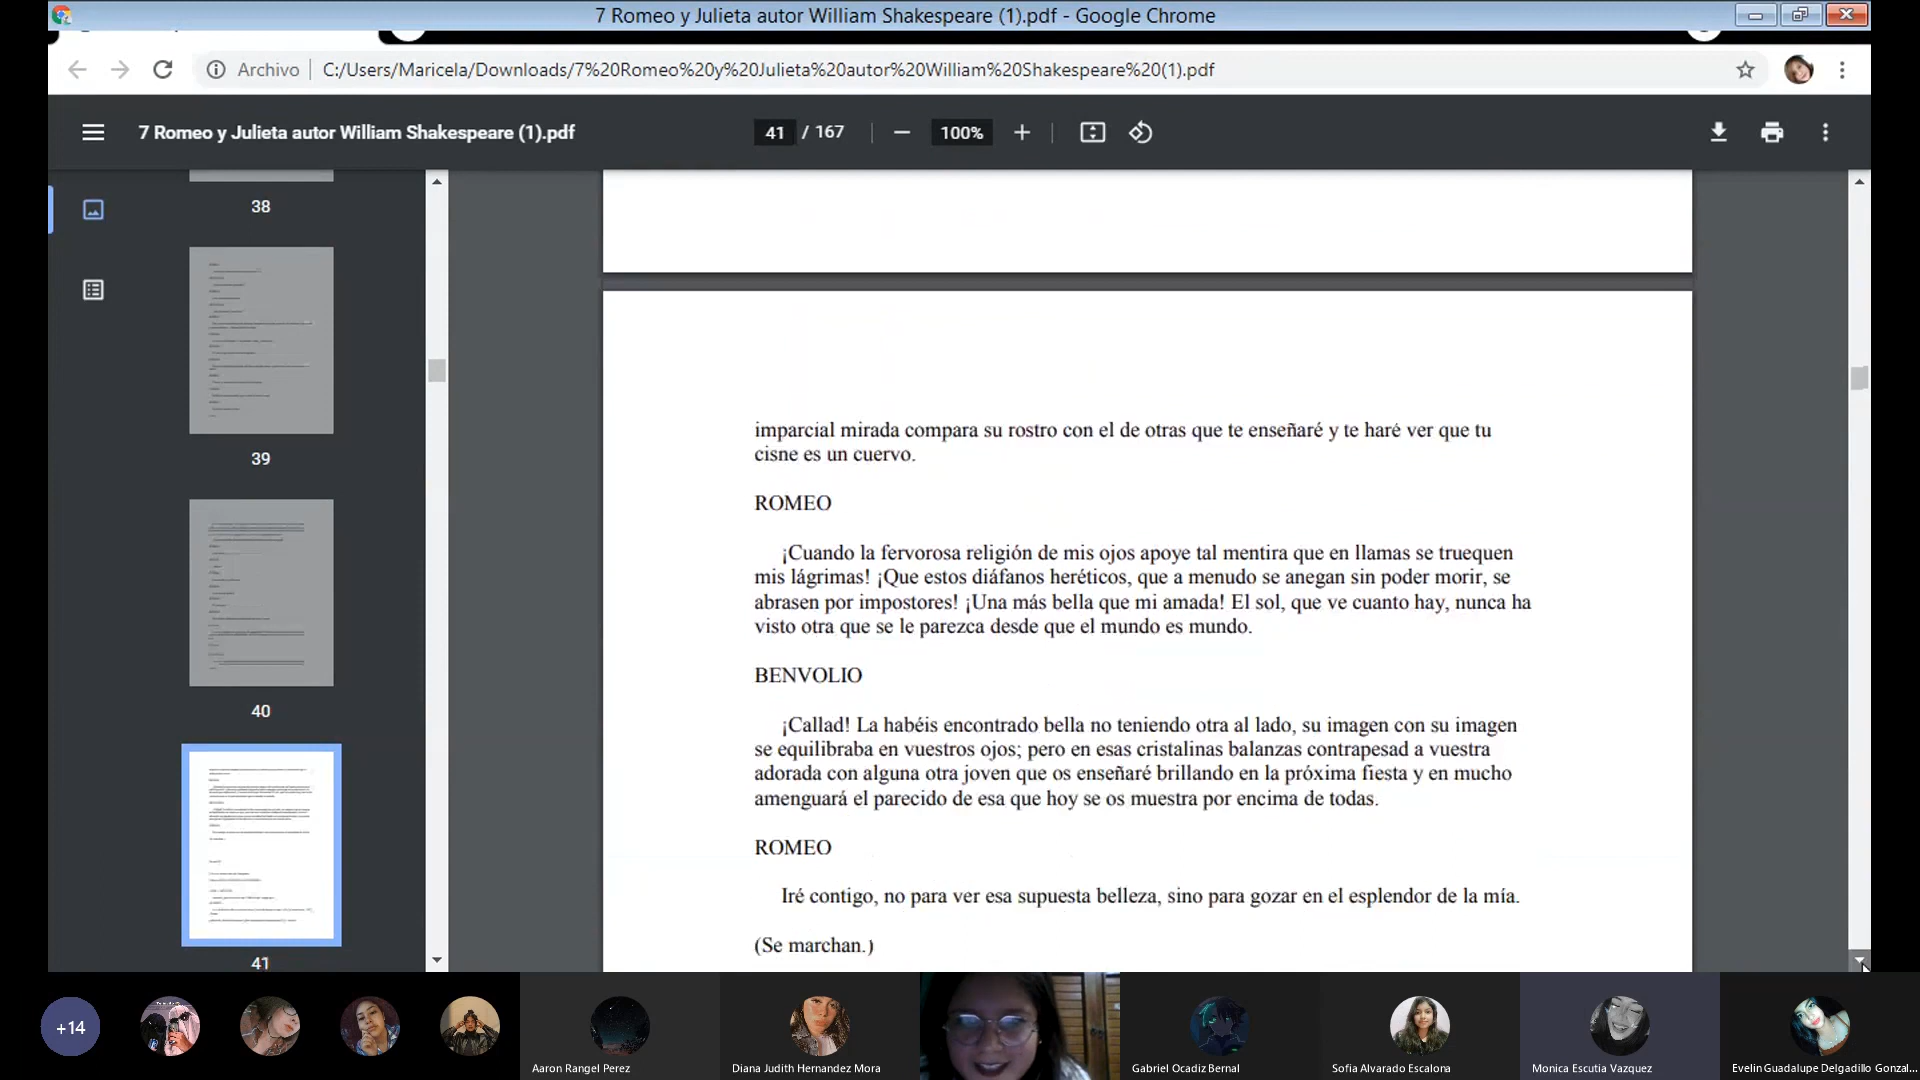 7 Romeo y Julieta autor William Shakespeare (1).pdf - Google Chrome
Archivo
C:/Users/Maricela/Downloads/7%20Romeo%20y%20Julieta%20autor%20William%20Shakespeare%20(1).pdf
7 Romeo y Julieta autor William Shakespeare (1).pdf
41 / 167
100%
38
39
40
41
imparcial mirada compara su rostro con el de otras que te enseñaré y te haré ver que tu
cisne es un cuervo.
ROMEO
¡Cuando la fervorosa religión de mis ojos apoye tal mentira que en llamas se truequen
mis lágrimas! ¡Que estos diáfanos heréticos, que a menudo se anegan sin poder morir, se
abrasen por impostores! ¡Una más bella que mi amada! El sol, que ve cuanto hay, nunca ha
visto otra que se le parezca desde que el mundo es mundo.
BENVOLIO
¡Callad! La habéis encontrado bella no teniendo otra al lado, su imagen con su imagen
se equilibraba en vuestros ojos; pero en esas cristalinas balanzas contrapesad a vuestra
adorada con alguna otra joven que os enseñaré brillando en la próxima fiesta y en mucho
amenguará el parecido de esa que hoy se os muestra por encima de todas.
ROMEO
Iré contigo, no para ver esa supuesta belleza, sino para gozar en el esplendor de la mía.
(Se marchan.)
+14
Aaron Rangel Perez
Diana Judith Hernandez Mora
Gabriel Ocadiz Bernal
Sofia Alvarado Escalona
Monica Escutia Vazquez
Evelin Guadalupe Delgadillo Gonzal...